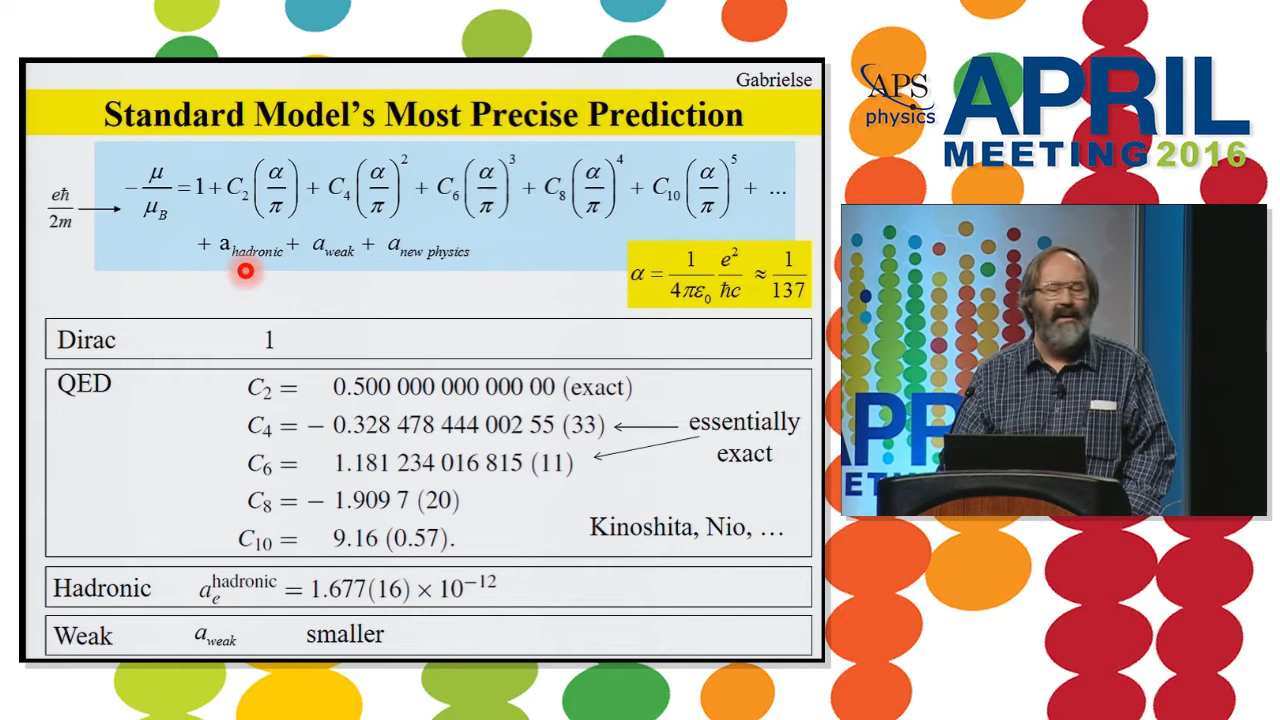 Gabrielse
Standard Model's Most Precise Prediction
eħ/2m → −μ/μ_B = 1 + C₂(α/π) + C₄(α/π)² + C₆(α/π)³ + C₈(α/π)⁴ + C₁₀(α/π)⁵ + ...
+ a_hadronic + a_weak + a_new physics
α = 1/(4πε₀) e²/(ħc) ≈ 1/137
Dirac 1
QED C₂ = 0.500 000 000 000 00 (exact)
C₄ = − 0.328 478 444 002 55 (33)
essentially
exact
C₆ = 1.181 234 016 815 (11)
C₈ = − 1.909 7 (20)
C₁₀ = 9.16 (0.57).
Kinoshita, Nio, …
Hadronic a_e^hadronic = 1.677(16) × 10⁻¹²
Weak a_weak smaller
APS
physics
APRIL
MEETING 2016